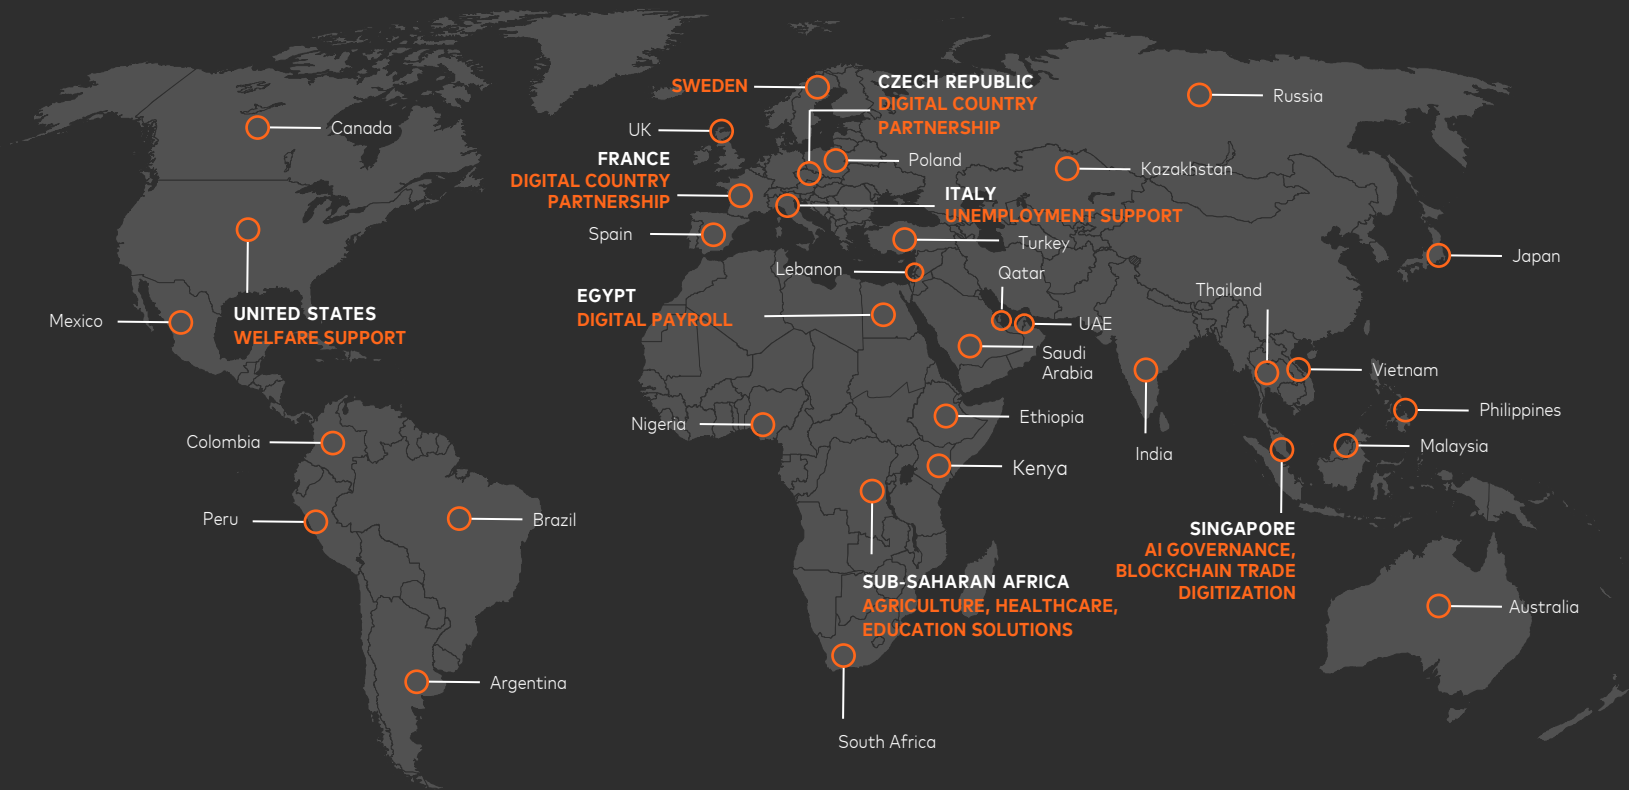 SWEDEN
CZECH REPUBLIC
DIGITAL COUNTRY
PARTNERSHIP
Russia
Canada
UK
FRANCE
DIGITAL COUNTRY
PARTNERSHIP
Poland
Kazakhstan
ITALY
UNEMPLOYMENT SUPPORT
Spain
Turkey
Japan
Lebanon
Qatar
Thailand
EGYPT
DIGITAL PAYROLL
UNITED STATES
WELFARE SUPPORT
Mexico
UAE
Saudi
Arabia
Vietnam
Philippines
Nigeria
Ethiopia
Colombia
Malaysia
India
Kenya
Peru
Brazil
SINGAPORE
AI GOVERNANCE,
BLOCKCHAIN TRADE
DIGITIZATION
SUB-SAHARAN AFRICA
AGRICULTURE, HEALTHCARE,
EDUCATION SOLUTIONS
Australia
Argentina
South Africa